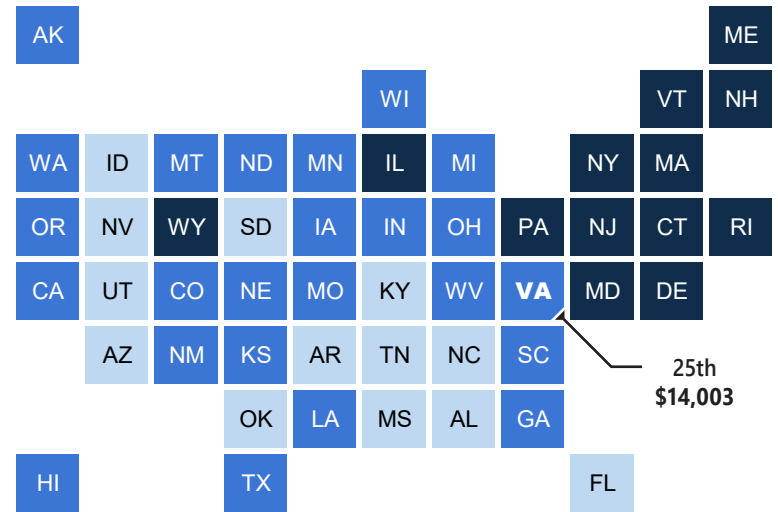 AK ME
WI VT NH
WA ID MT ND MN IL MI NY MA
OR NV WY SD IA IN OH PA NJ CT RI
CA UT CO NE MO KY WV VA MD DE
AZ NM KS AR TN NC SC
25th
$14,003
OK LA MS AL GA
HI TX FL